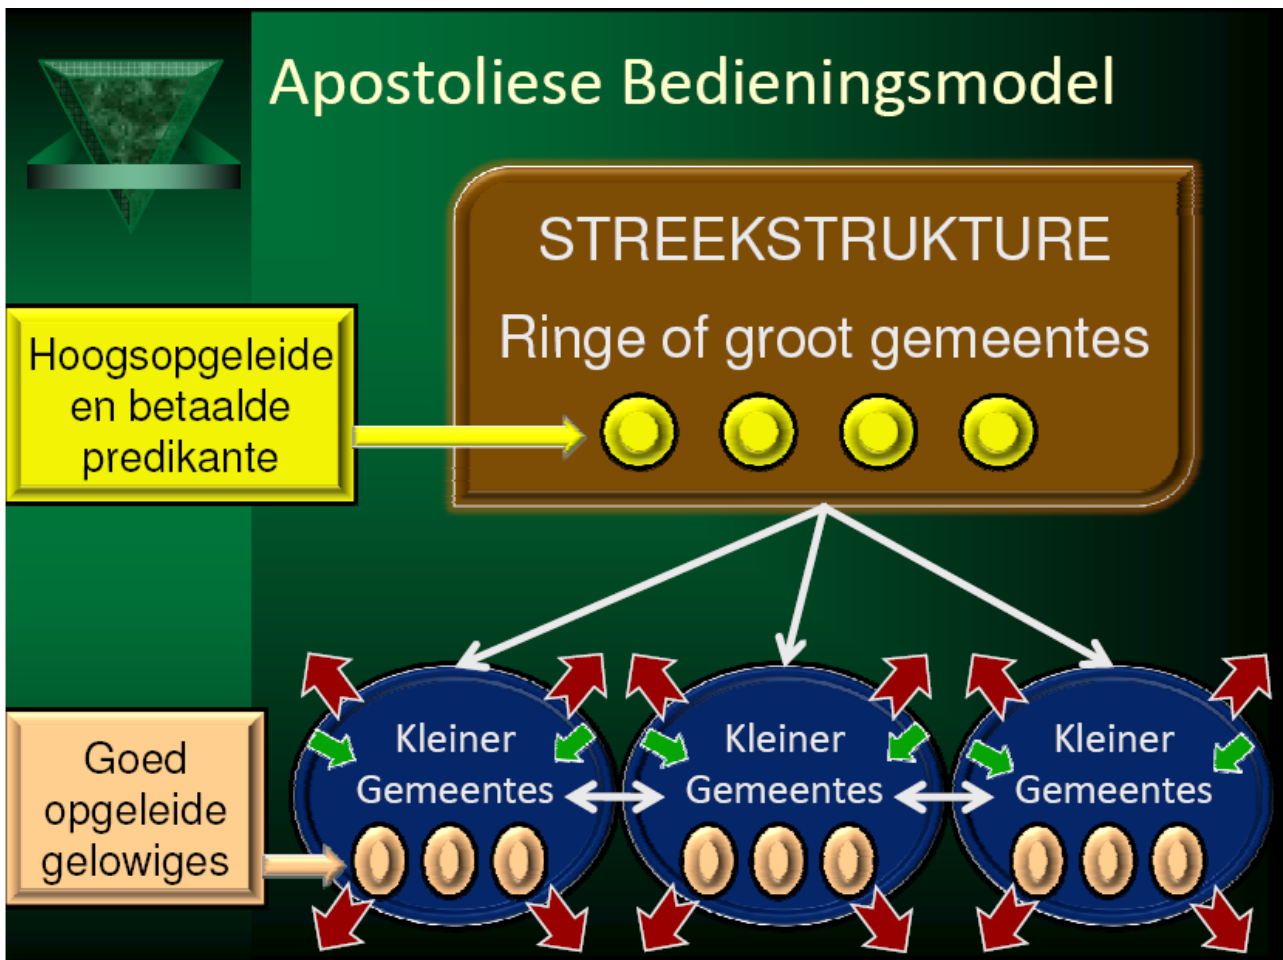 Apostoliese Bedieningsmodel
STREEKSTRUKTURE
Ringe of groot gemeentes
Hoogsopgeleide
en betaalde
predikante
Kleiner
Gemeentes
Kleiner
Gemeentes
Kleiner
Gemeentes
Goed
opgeleide
gelowiges